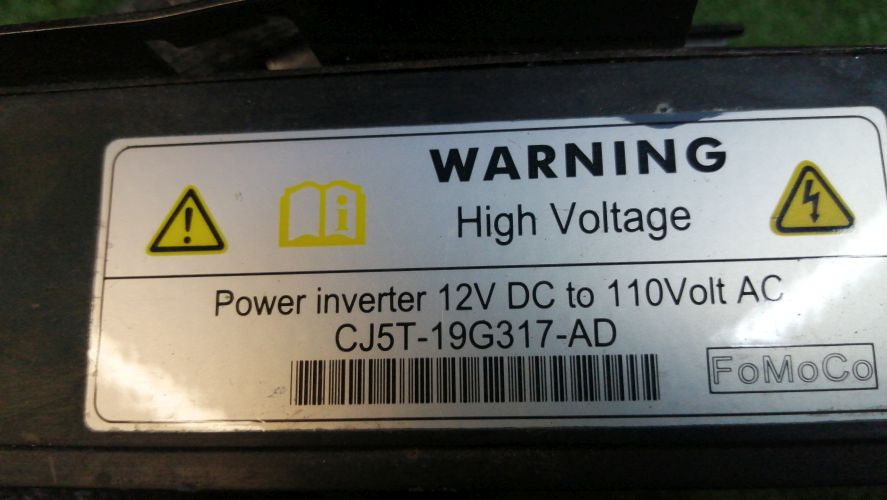 WARNING
High Voltage
Power inverter 12V DC to 110Volt AC
CJ5T-19G317-AD
FoMoCo